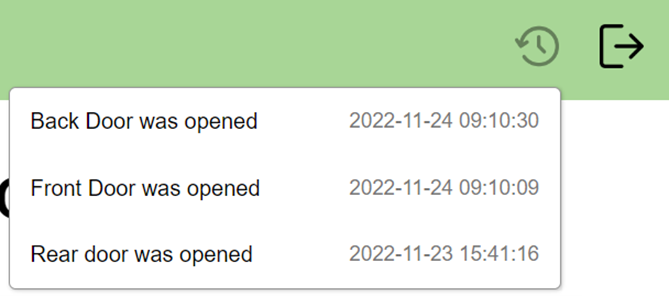 Back Door was opened 2022-11-24 09:10:30
Front Door was opened 2022-11-24 09:10:09
Rear door was opened 2022-11-23 15:41:16